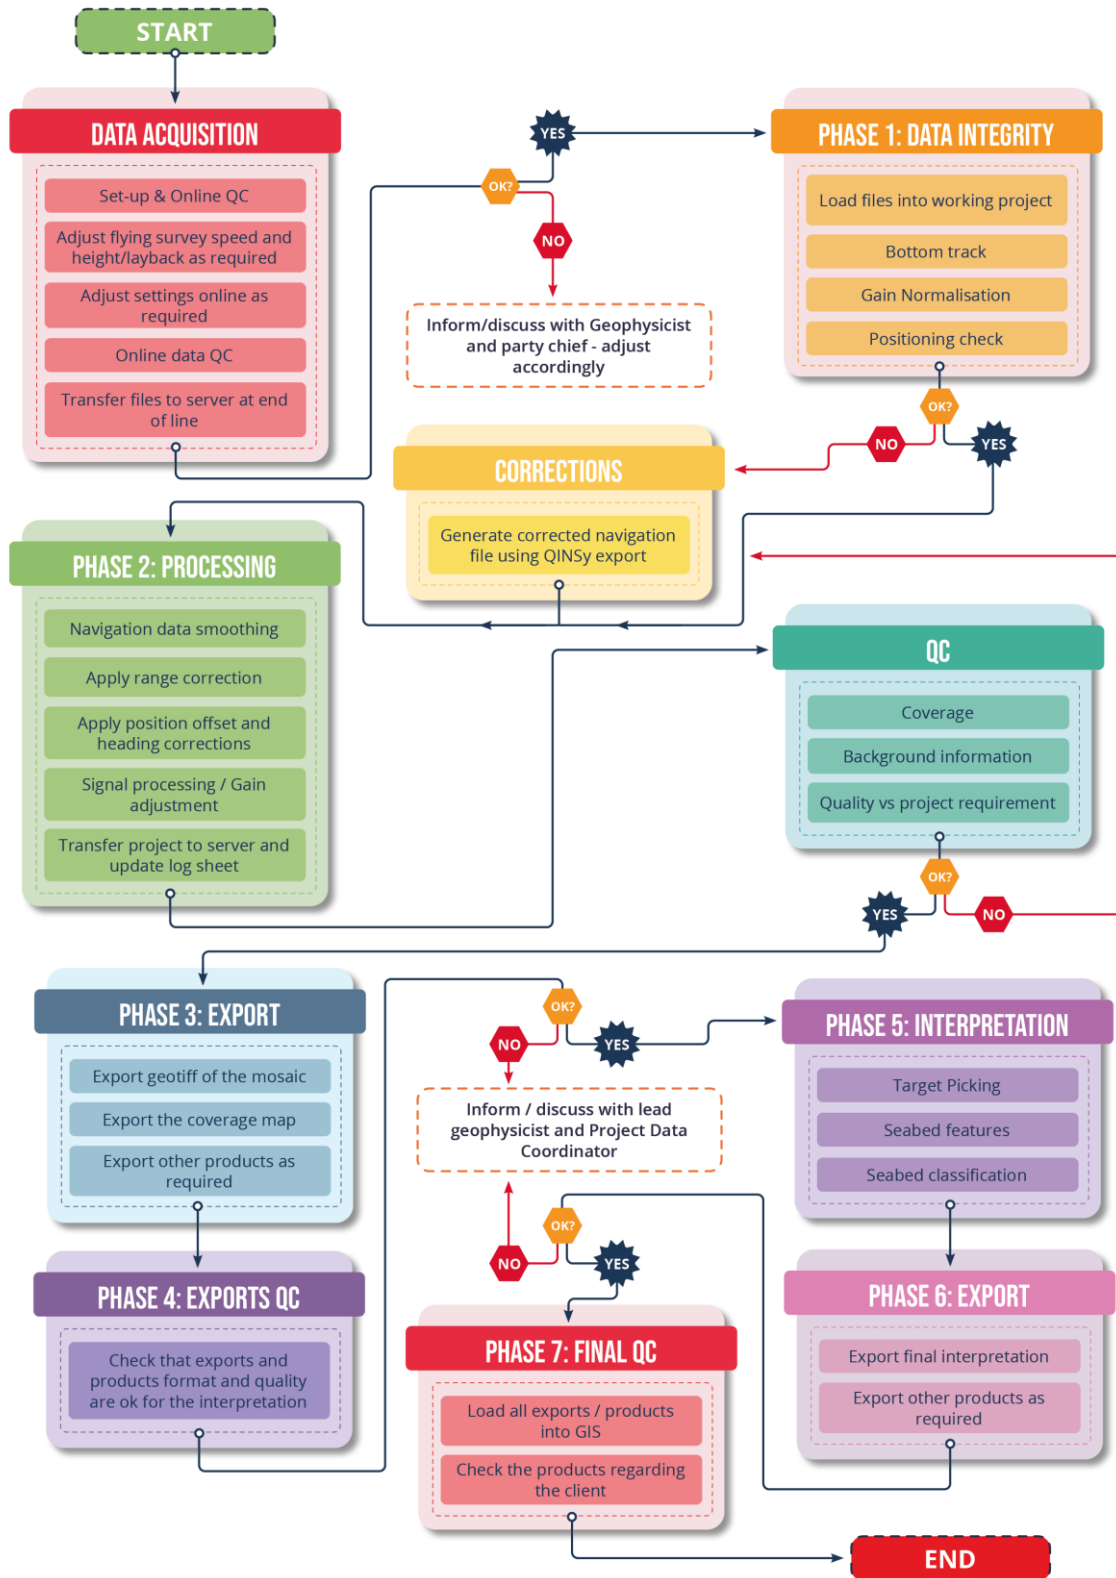 START
DATA ACQUISITION
Set-up & Online QC
Adjust flying survey speed and
height/layback as required
Adjust settings online as
required
Online data QC
Transfer files to server at end
of line
OK?
YES
NO
Inform/discuss with Geophysicist
and party chief - adjust
accordingly
PHASE 1: DATA INTEGRITY
Load files into working project
Bottom track
Gain Normalisation
Positioning check
OK?
NO
YES
CORRECTIONS
Generate corrected navigation
file using QINSy export
PHASE 2: PROCESSING
Navigation data smoothing
Apply range correction
Apply position offset and
heading corrections
Signal processing / Gain
adjustment
Transfer project to server and
update log sheet
QC
Coverage
Background information
Quality vs project requirement
OK?
YES
NO
PHASE 3: EXPORT
Export geotiff of the mosaic
Export the coverage map
Export other products as
required
PHASE 4: EXPORTS QC
Check that exports and
products format and quality
are ok for the interpretation
OK?
NO
YES
Inform / discuss with lead
geophysicist and Project Data
Coordinator
PHASE 5: INTERPRETATION
Target Picking
Seabed features
Seabed classification
PHASE 6: EXPORT
Export final interpretation
Export other products as
required
OK?
NO
YES
PHASE 7: FINAL QC
Load all exports / products
into GIS
Check the products regarding
the client
END